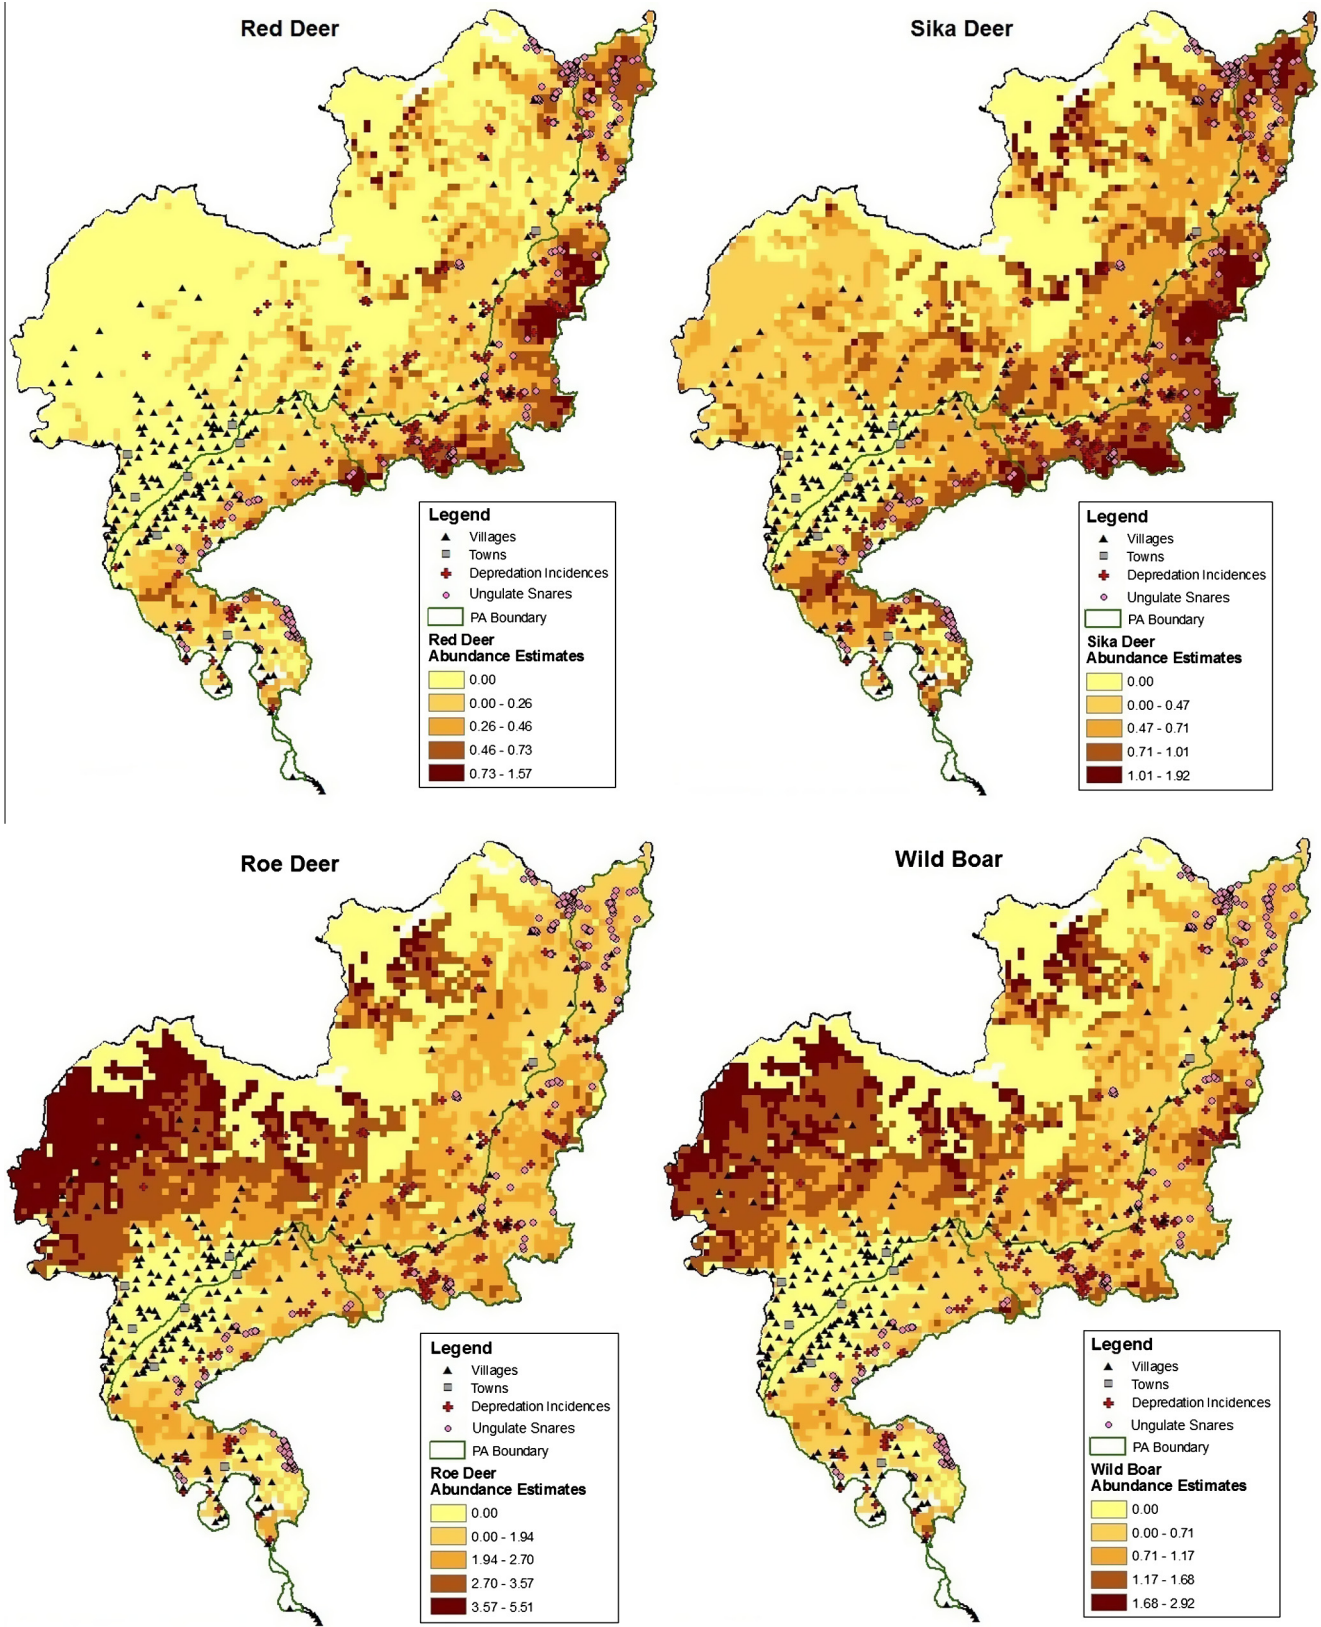 Red Deer
Legend
Villages
Towns
Depredation Incidences
Ungulate Snares
PA Boundary
Red Deer
Abundance Estimates
0.00
0.00 - 0.26
0.26 - 0.46
0.46 - 0.73
0.73 - 1.57
Sika Deer
Legend
Villages
Towns
Depredation Incidences
Ungulate Snares
PA Boundary
Sika Deer
Abundance Estimates
0.00
0.00 - 0.47
0.47 - 0.71
0.71 - 1.01
1.01 - 1.92
Roe Deer
Legend
Villages
Towns
Depredation Incidences
Ungulate Snares
PA Boundary
Roe Deer
Abundance Estimates
0.00
0.00 - 1.94
1.94 - 2.70
2.70 - 3.57
3.57 - 5.51
Wild Boar
Legend
Villages
Towns
Depredation Incidences
Ungulate Snares
PA Boundary
Wild Boar
Abundance Estimates
0.00
0.00 - 0.71
0.71 - 1.17
1.17 - 1.68
1.68 - 2.92